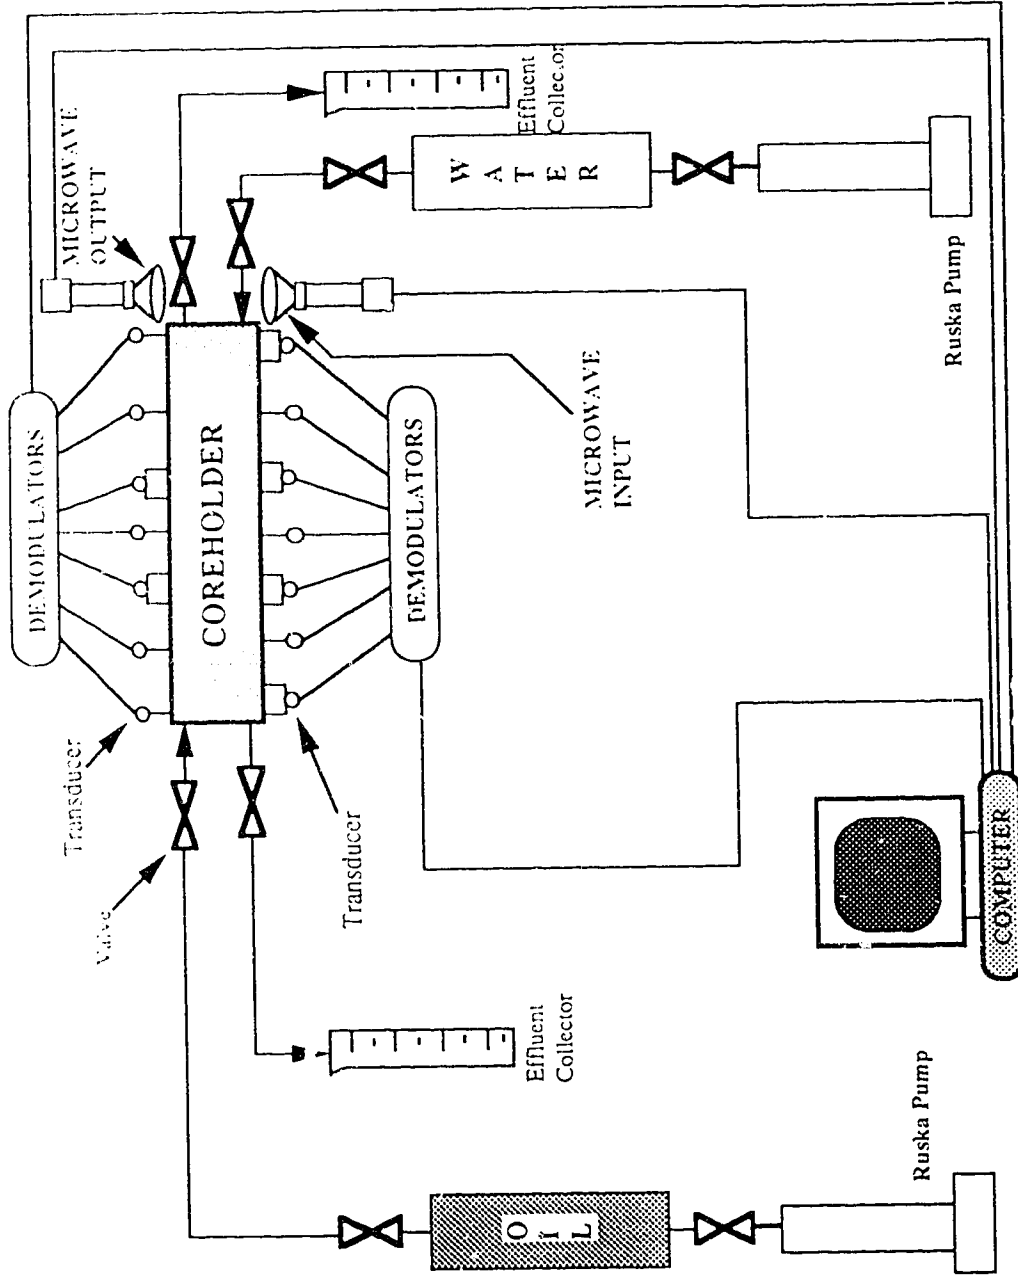 DEMODULATORS
MICROWAVE
OUTPUT
Transducer
Valve
COREHOLDER
Effluent
Collector
W
A
T
E
R
DEMODULATORS
Transducer
MICROWAVE
INPUT
Effluent
Collector
O
I
L
Ruska Pump
COMPUTER
Ruska Pump